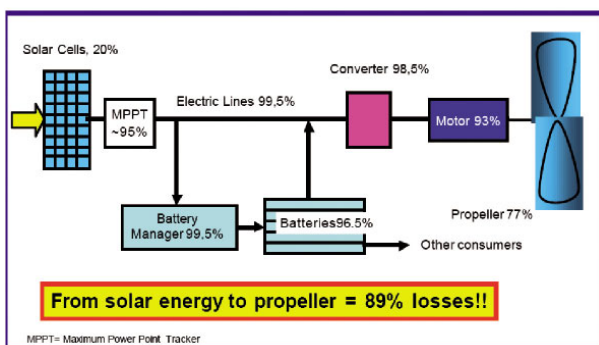 Solar Cells, 20%
MPPT
~95%
Electric Lines 99,5%
Converter 98,5%
Motor 93%
Propeller 77%
Battery
Manager 99,5%
Batteries96.5%
Other consumers
From solar energy to propeller = 89% losses!!
MPPT= Maximum Power Point Tracker